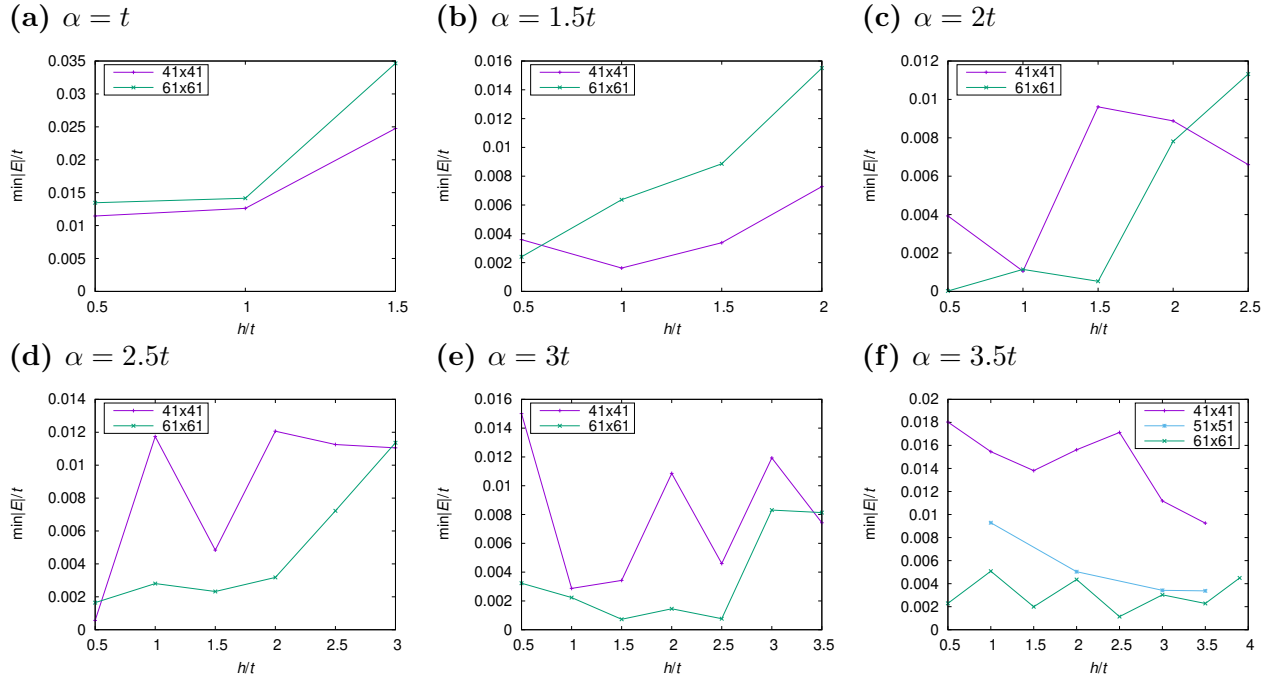 (a) α = t
0.035
0.03
0.025
0.02
0.015
0.01
0.005
0
min|E|/t
41x41
61x61
0.5 1 1.5
h/t
(b) α = 1.5t
0.016
0.014
0.012
0.01
0.008
0.006
0.004
0.002
0
min|E|/t
41x41
61x61
0.5 1 1.5 2
h/t
(c) α = 2t
0.012
0.01
0.008
0.006
0.004
0.002
0
min|E|/t
41x41
61x61
0.5 1 1.5 2 2.5
h/t
(d) α = 2.5t
0.014
0.012
0.01
0.008
0.006
0.004
0.002
0
min|E|/t
41x41
61x61
0.5 1 1.5 2 2.5 3
h/t
(e) α = 3t
0.016
0.014
0.012
0.01
0.008
0.006
0.004
0.002
0
min|E|/t
41x41
61x61
0.5 1 1.5 2 2.5 3 3.5
h/t
(f) α = 3.5t
0.02
0.018
0.016
0.014
0.012
0.01
0.008
0.006
0.004
0.002
0
min|E|/t
41x41
51x51
61x61
0.5 1 1.5 2 2.5 3 3.5 4
h/t